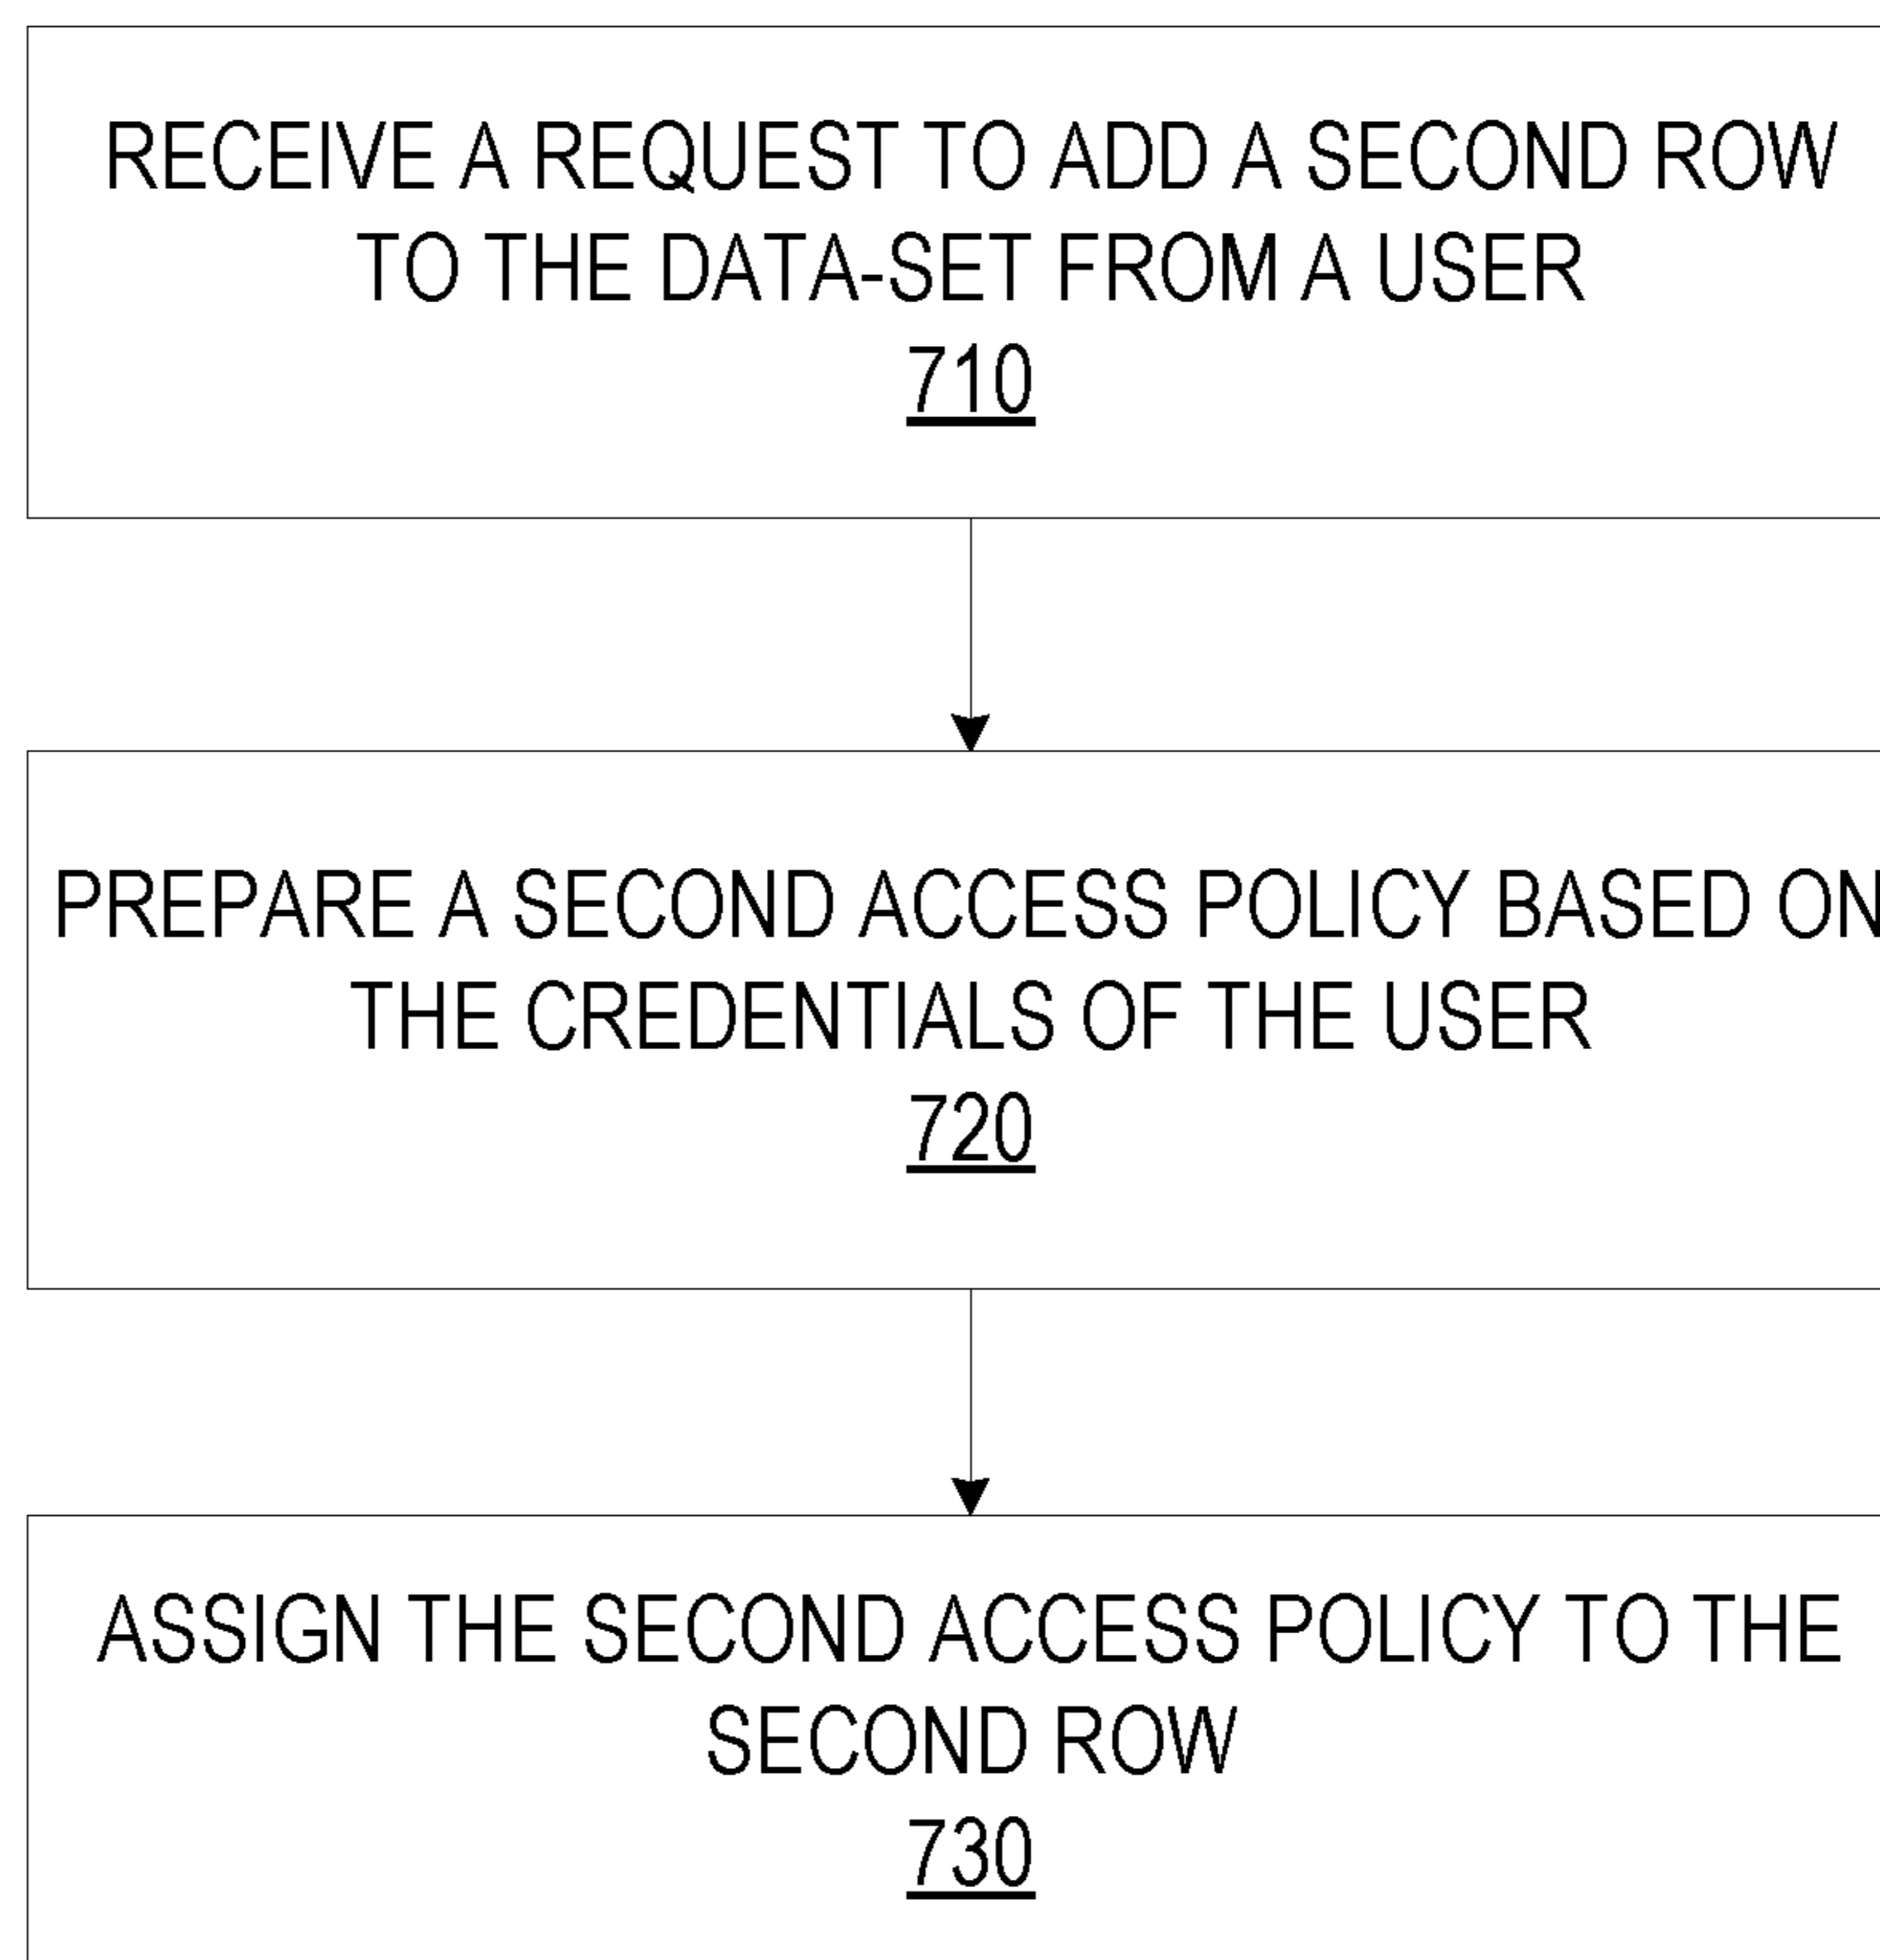 RECEIVE A REQUEST TO ADD A SECOND ROW
TO THE DATA-SET FROM A USER
710
PREPARE A SECOND ACCESS POLICY BASED ON
THE CREDENTIALS OF THE USER
720
ASSIGN THE SECOND ACCESS POLICY TO THE
SECOND ROW
730